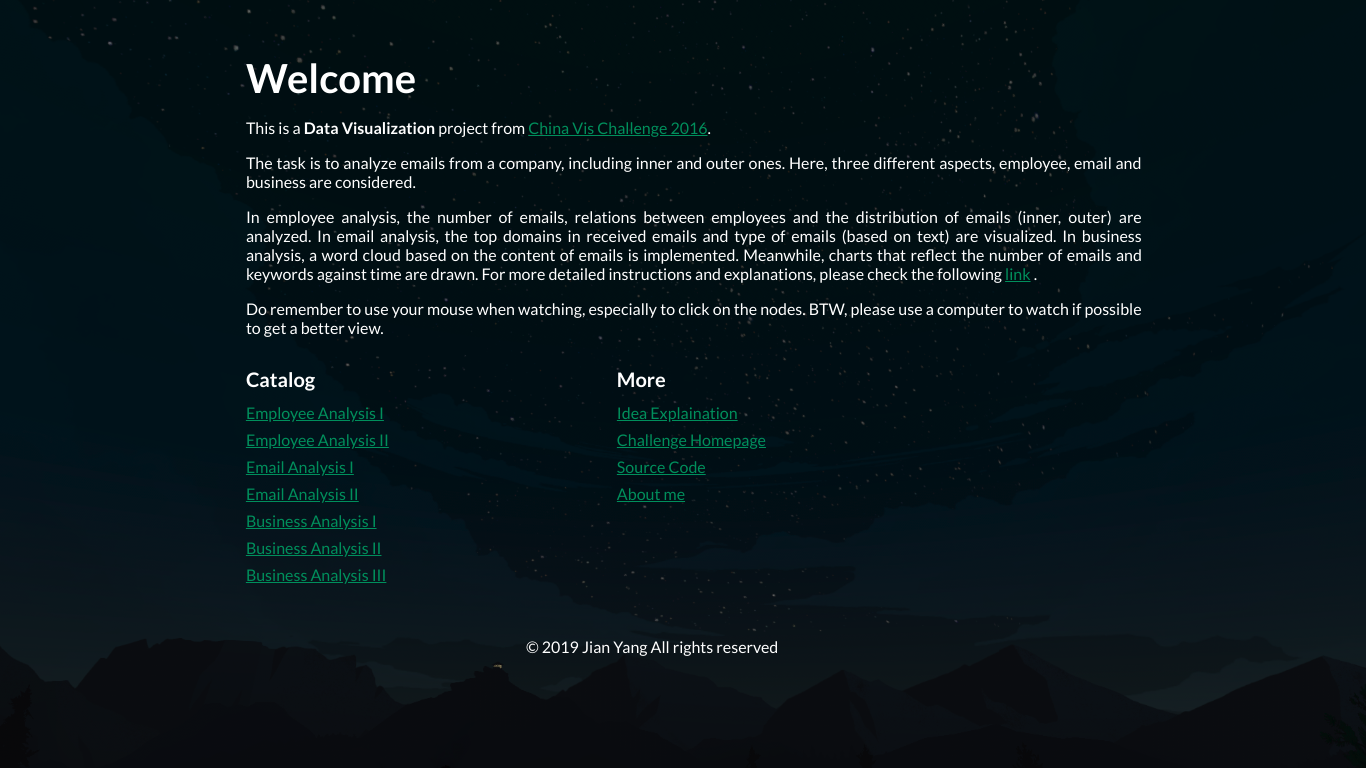 Welcome
This is a Data Visualization project from China Vis Challenge 2016.
The task is to analyze emails from a company, including inner and outer ones. Here, three different aspects, employee, email and
business are considered.
In employee analysis, the number of emails, relations between employees and the distribution of emails (inner, outer) are
analyzed. In email analysis, the top domains in received emails and type of emails (based on text) are visualized. In business
analysis, a word cloud based on the content of emails is implemented. Meanwhile, charts that reflect the number of emails and
keywords against time are drawn. For more detailed instructions and explanations, please check the following link .
Do remember to use your mouse when watching, especially to click on the nodes. BTW, please use a computer to watch if possible
to get a better view.
Catalog
Employee Analysis I
Employee Analysis II
Email Analysis I
Email Analysis II
Business Analysis I
Business Analysis II
Business Analysis III
More
Idea Explaination
Challenge Homepage
Source Code
About me
© 2019 Jian Yang All rights reserved